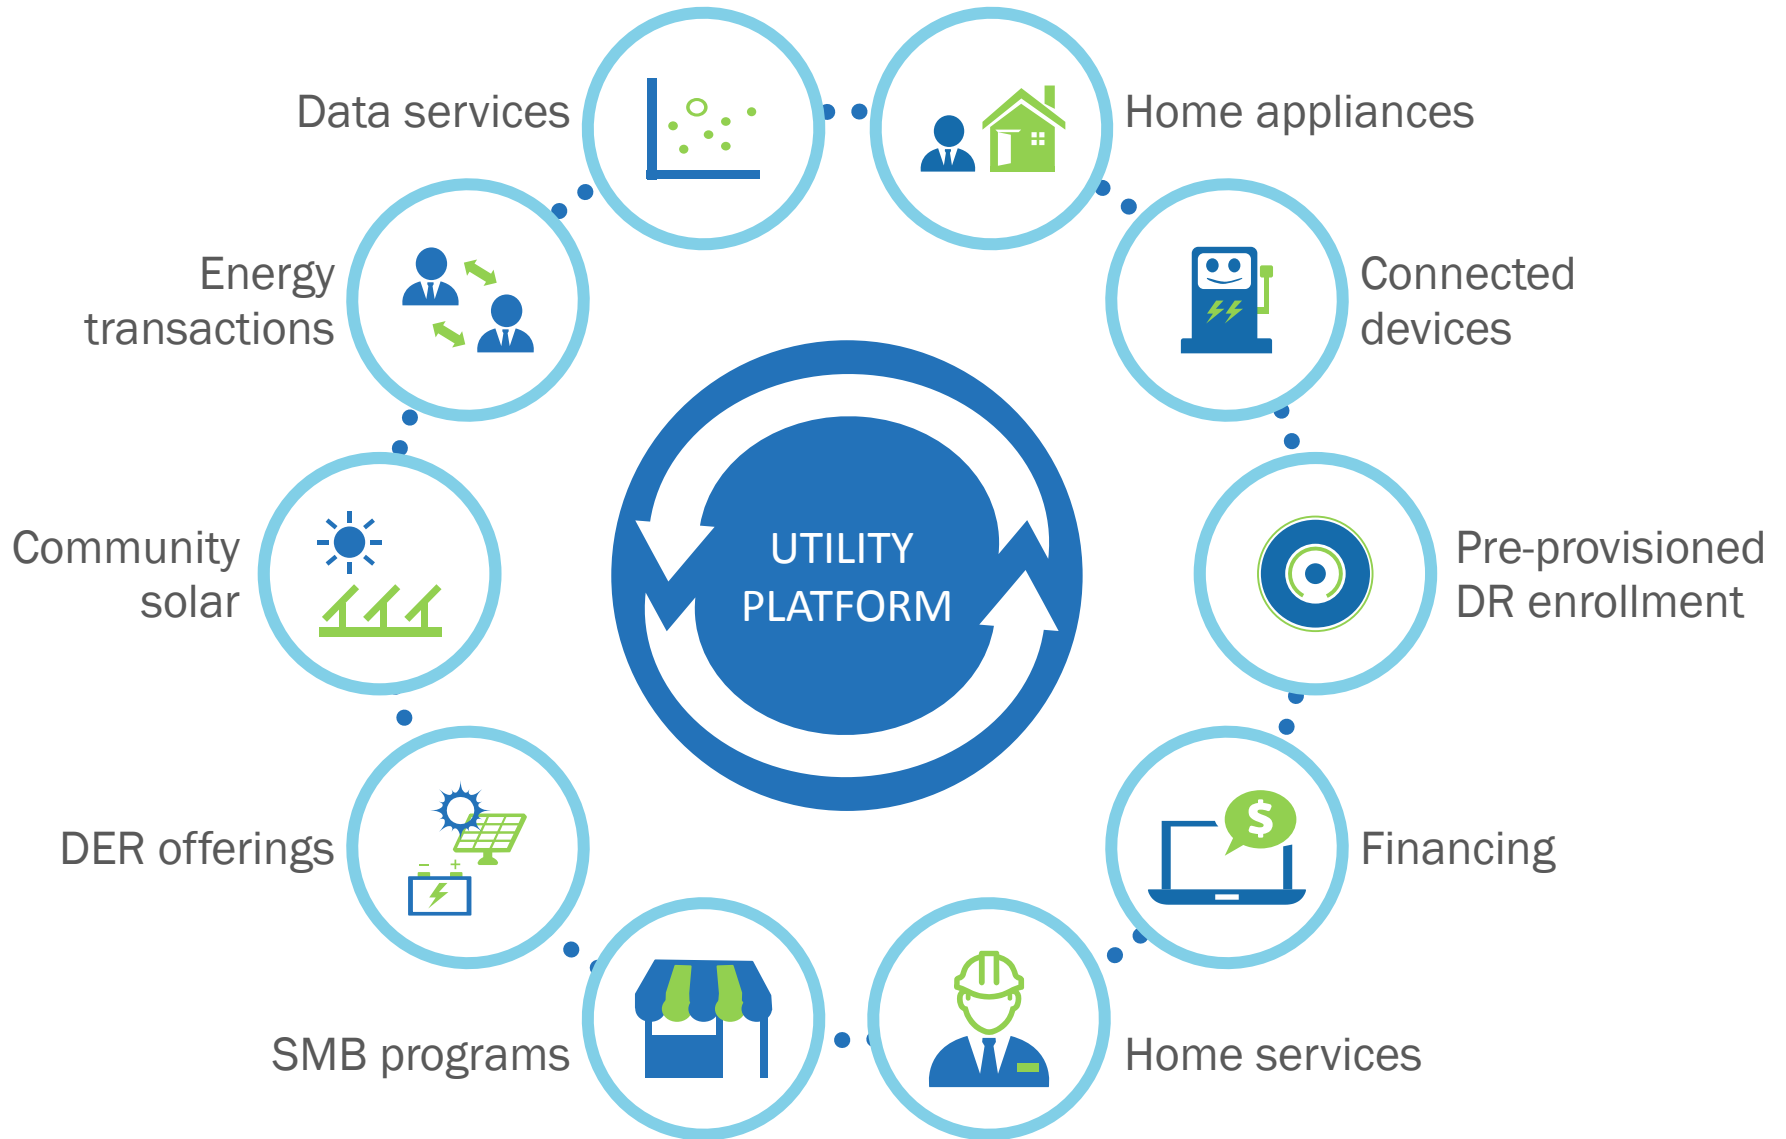 Data services
Home appliances
Energy
transactions
Connected
devices
Community
solar
UTILITY
PLATFORM
Pre-provisioned
DR enrollment
DER offerings
$
Financing
SMB programs
Home services